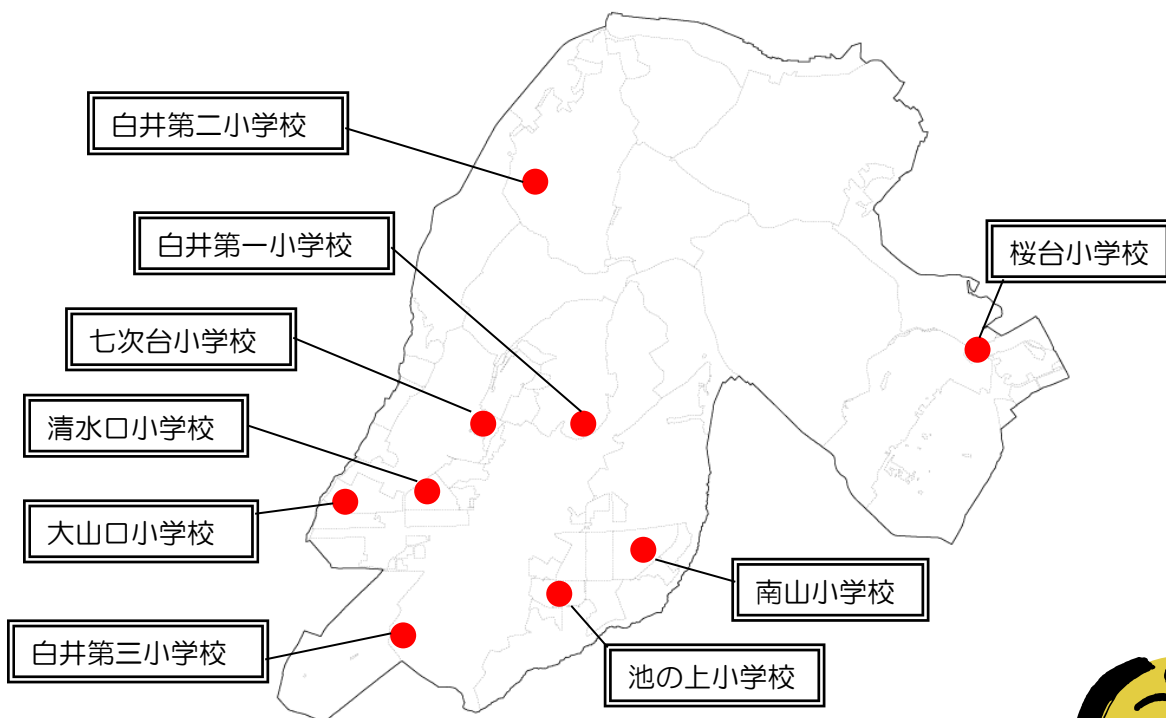 白井第二小学校
白井第一小学校
桜台小学校
七次台小学校
清水口小学校
大山口小学校
南山小学校
白井第三小学校
池の上小学校